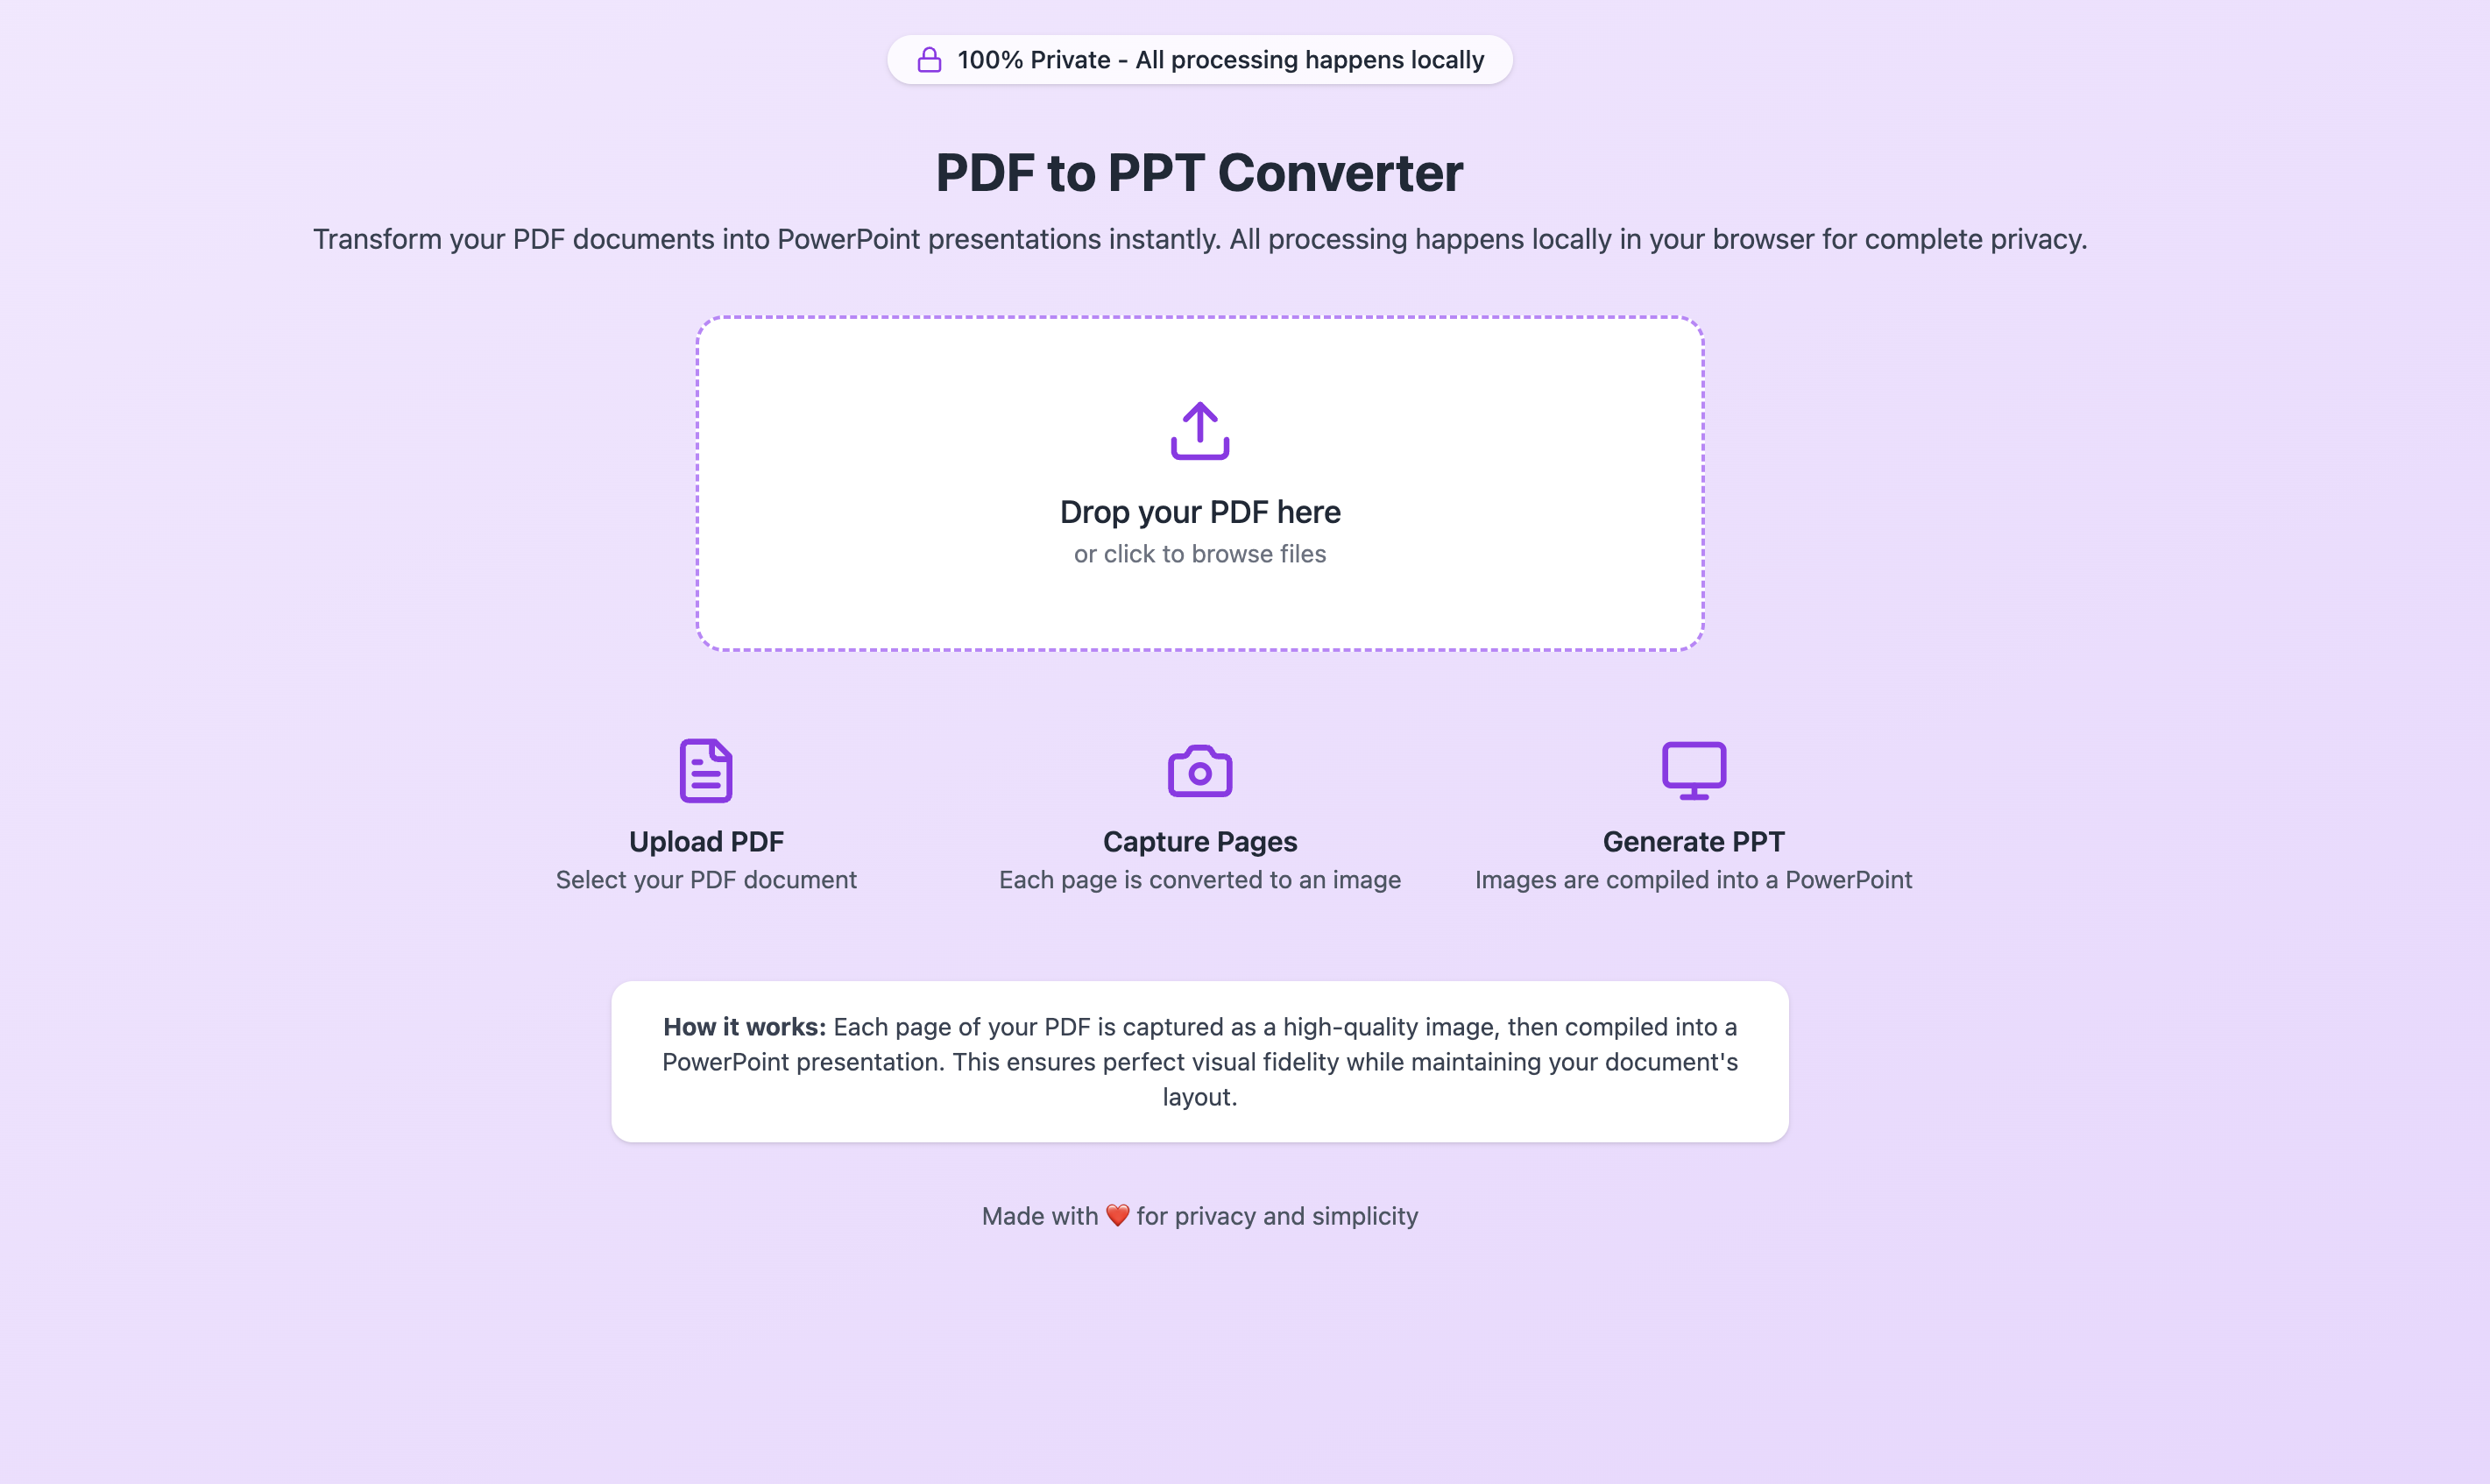 100% Private - All processing happens locally
PDF to PPT Converter
Transform your PDF documents into PowerPoint presentations instantly. All processing happens locally in your browser for complete privacy.
Drop your PDF here
or click to browse files
Upload PDF
Select your PDF document
Capture Pages
Each page is converted to an image
Generate PPT
Images are compiled into a PowerPoint
How it works: Each page of your PDF is captured as a high-quality image, then compiled into a
PowerPoint presentation. This ensures perfect visual fidelity while maintaining your document's
layout.
Made with ❤️ for privacy and simplicity